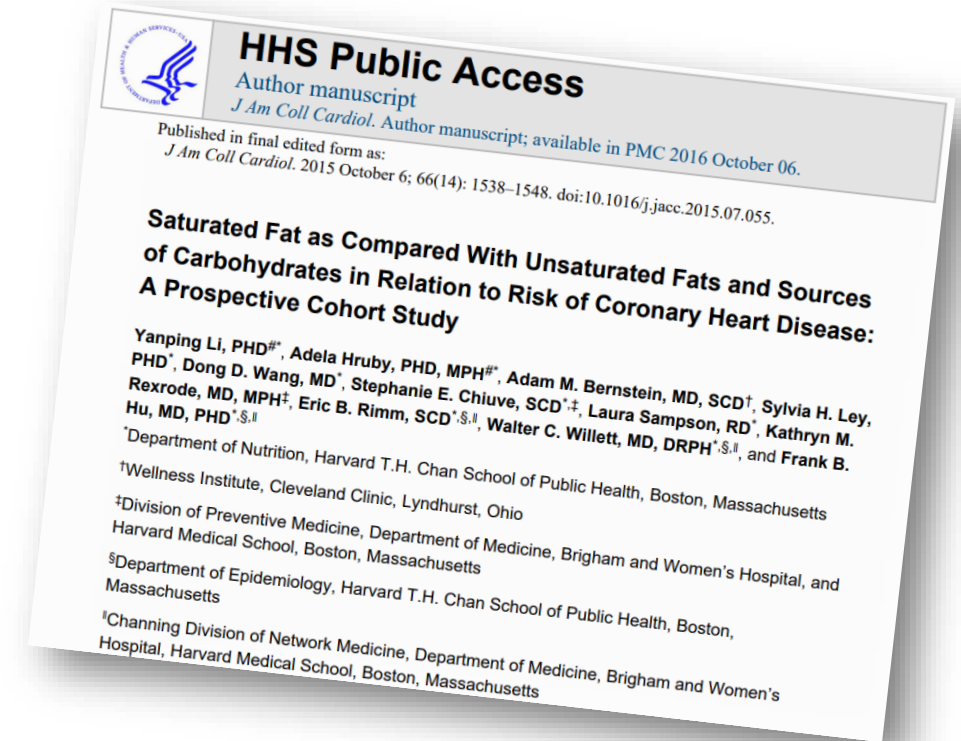 HHS Public Access
Author manuscript
J Am Coll Cardiol. Author manuscript; available in PMC 2016 October 06.
DEPARTMENT OF HEALTH & HUMAN SERVICES • USA
Published in final edited form as:
J Am Coll Cardiol. 2015 October 6; 66(14): 1538–1548. doi:10.1016/j.jacc.2015.07.055.
Saturated Fat as Compared With Unsaturated Fats and Sources
of Carbohydrates in Relation to Risk of Coronary Heart Disease:
A Prospective Cohort Study
Yanping Li, PHD#*, Adela Hruby, PHD, MPH#*, Adam M. Bernstein, MD, SCD†, Sylvia H. Ley,
PHD*, Dong D. Wang, MD*, Stephanie E. Chiuve, SCD*,‡, Laura Sampson, RD*, Kathryn M.
Rexrode, MD, MPH‡, Eric B. Rimm, SCD*,§,‖, Walter C. Willett, MD, DRPH*,§,‖, and Frank B.
Hu, MD, PHD*,§,‖
*Department of Nutrition, Harvard T.H. Chan School of Public Health, Boston, Massachusetts
†Wellness Institute, Cleveland Clinic, Lyndhurst, Ohio
‡Division of Preventive Medicine, Department of Medicine, Brigham and Women's Hospital, and
Harvard Medical School, Boston, Massachusetts
§Department of Epidemiology, Harvard T.H. Chan School of Public Health, Boston,
Massachusetts
‖Channing Division of Network Medicine, Department of Medicine, Brigham and Women's
Hospital, Harvard Medical School, Boston, Massachusetts